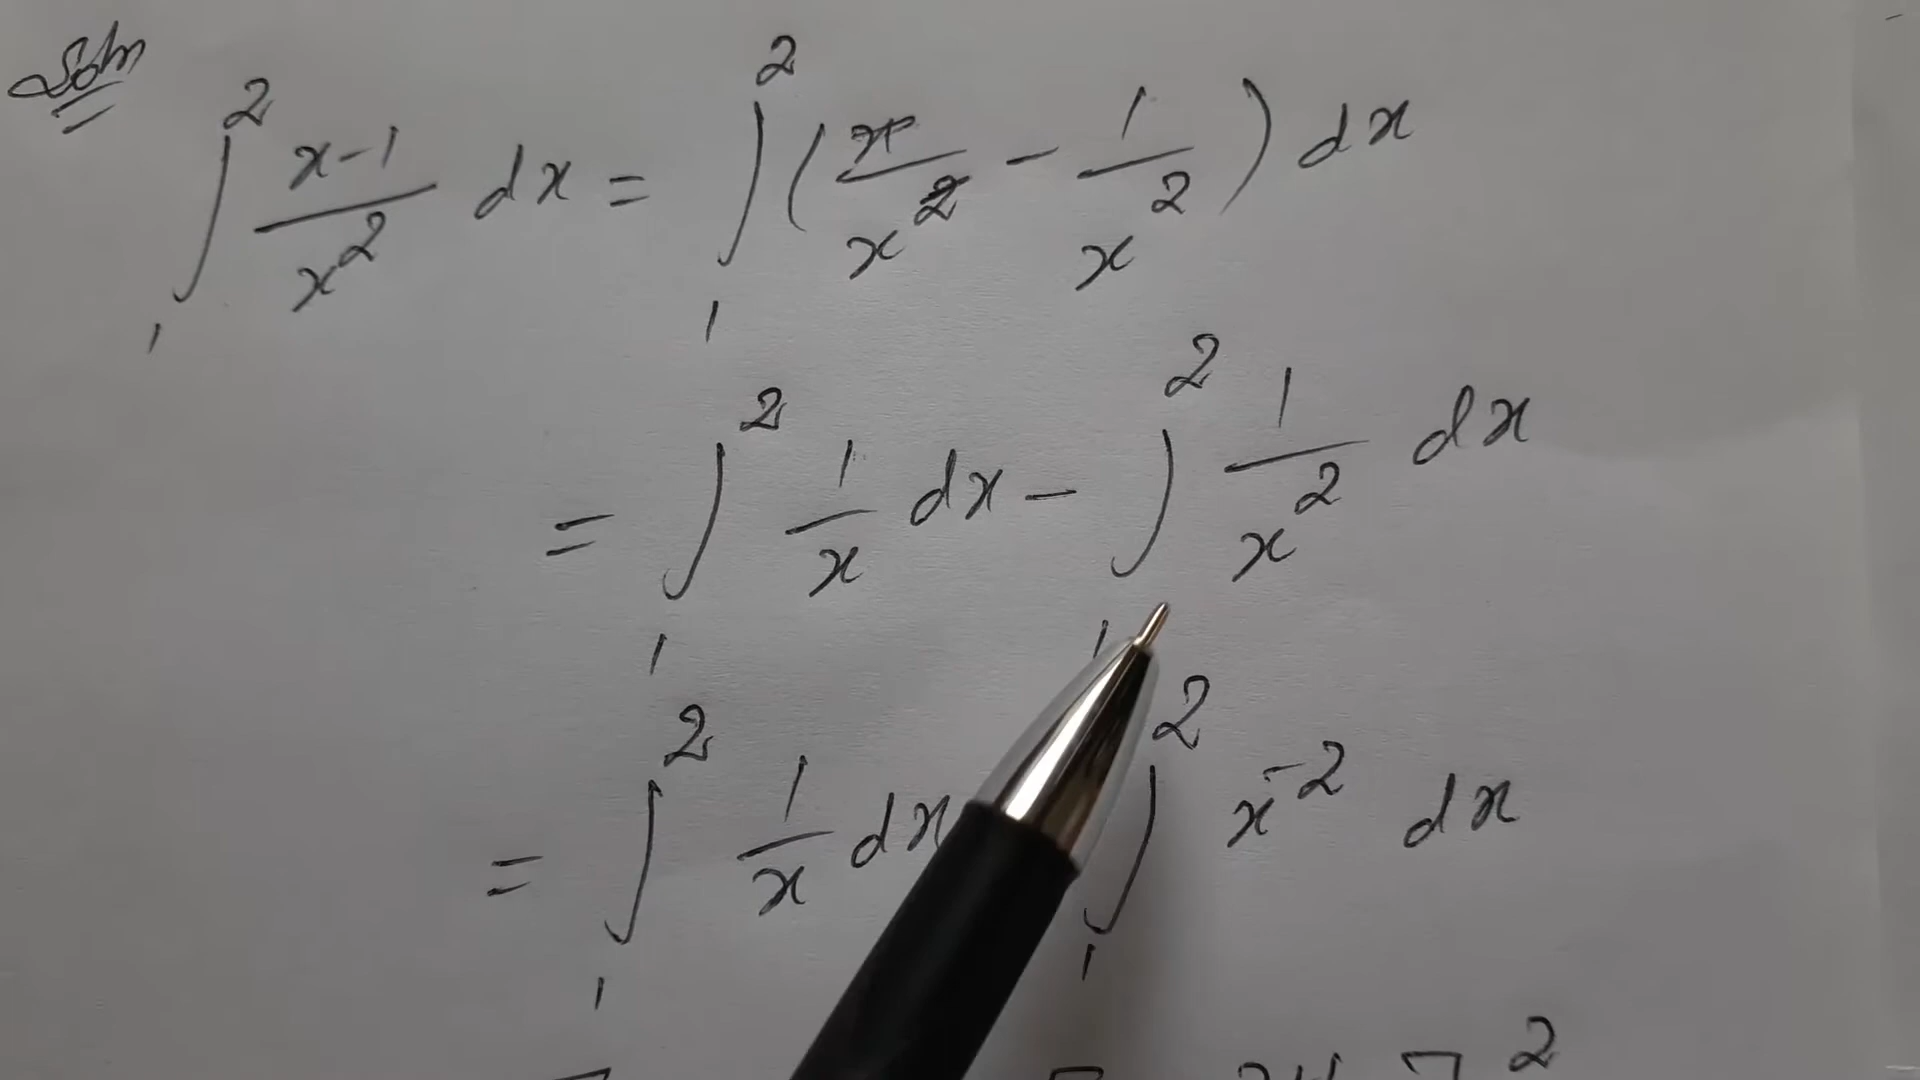 Soln
∫₁² (x-1)/x² dx = ∫₁² (x/x² - 1/x²) dx
= ∫₁² 1/x dx - ∫₁² 1/x² dx
= ∫₁² 1/x dx ∫₁² x⁻² dx
2